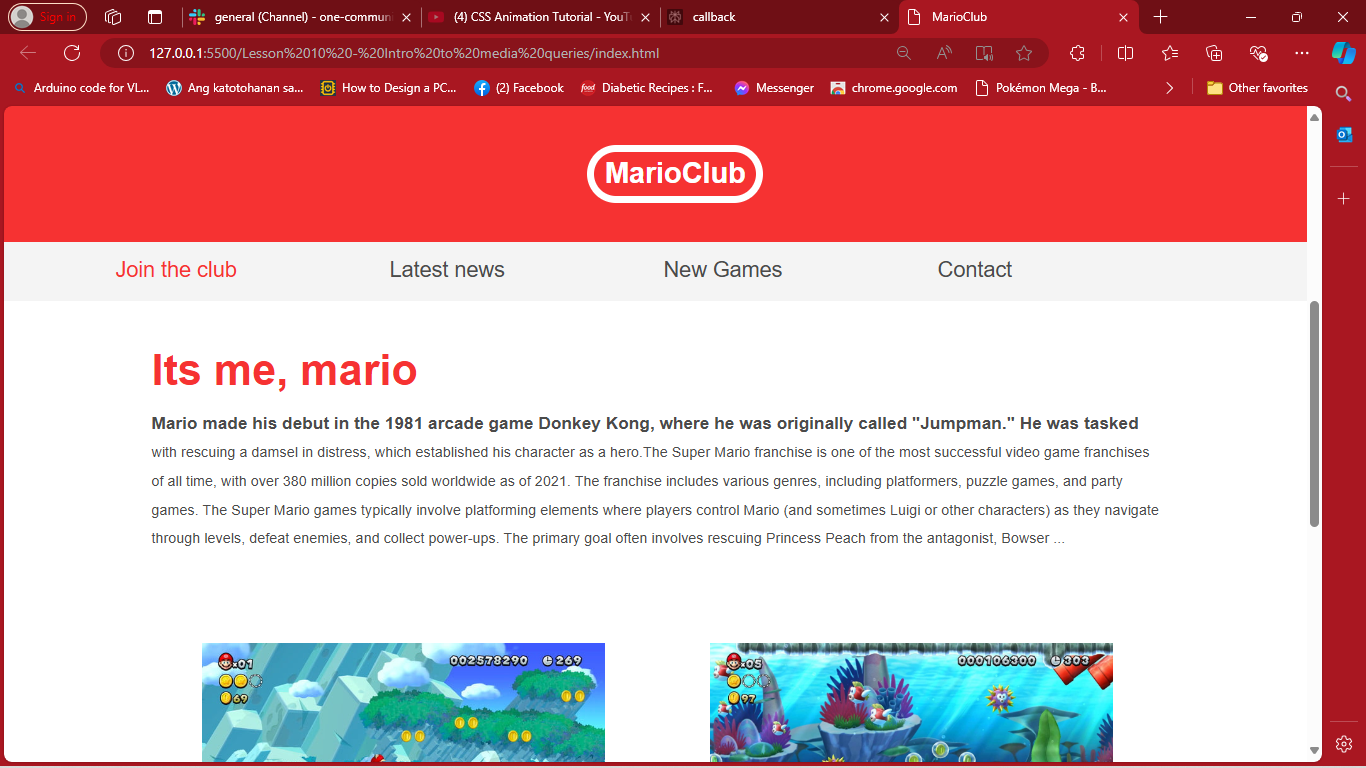 Sign in
general (Channel) - one-commun
(4) CSS Animation Tutorial - YouT
callback
MarioClub
127.0.0.1:5500/Lesson%2010%20-%20Intro%20to%20media%20queries/index.html
Arduino code for VL...
Ang katotohanan sa...
How to Design a PC...
(2) Facebook
food
Diabetic Recipes : F...
Messenger
chrome.google.com
Pokémon Mega - B...
Other favorites
MarioClub
Join the club
Latest news
New Games
Contact
Its me, mario
Mario made his debut in the 1981 arcade game Donkey Kong, where he was originally called "Jumpman." He was tasked
with rescuing a damsel in distress, which established his character as a hero.The Super Mario franchise is one of the most successful video game franchises
of all time, with over 380 million copies sold worldwide as of 2021. The franchise includes various genres, including platformers, puzzle games, and party
games. The Super Mario games typically involve platforming elements where players control Mario (and sometimes Luigi or other characters) as they navigate
through levels, defeat enemies, and collect power-ups. The primary goal often involves rescuing Princess Peach from the antagonist, Bowser ...
x01
002578290
269
69
x05
000106300
303
97